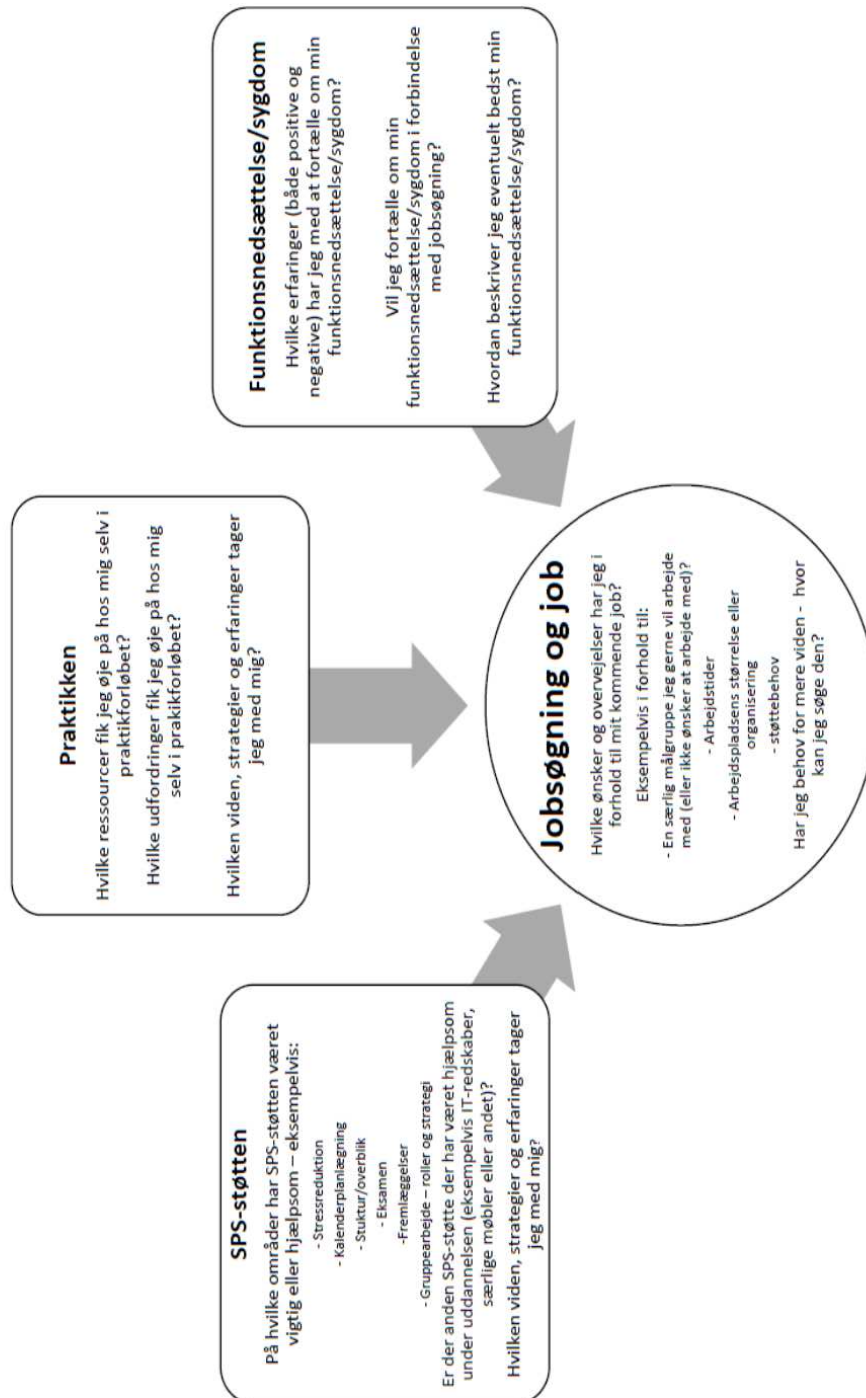 SPS-støtten
På hvilke områder har SPS-støtten været
vigtig eller hjælpsom – eksempelvis:
- Stressreduktion
- Kalenderplanlægning
- Stuktur/overblik
- Eksamen
-Fremlæggelser
- Gruppearbejde – roller og strategi
Er der anden SPS-støtte der har været hjælpsom
under uddannelsen (eksempelvis IT-redskaber,
særlige møbler eller andet)?
Hvilken viden, strategier og erfaringer tager
jeg med mig?
Praktikken
Hvilke ressourcer fik jeg øje på hos mig selv i
praktikforløbet?
Hvilke udfordringer fik jeg øje på hos mig
selv i prakikforløbet?
Hvilken viden, strategier og erfaringer tager
jeg med mig?
Funktionsnedsættelse/sygdom
Hvilke erfaringer (både positive og
negative) har jeg med at fortælle om min
funktionsnedsættelse/sygdom?
Vil jeg fortælle om min
funktionsnedsættelse/sygdom i forbindelse
med jobsøgning?
Hvordan beskriver jeg eventuelt bedst min
funktionsnedsættelse/sygdom?
Jobsøgning og job
Hvilke ønsker og overvejelser har jeg i
forhold til mit kommende job?
Eksempelvis i forhold til:
- En særlig målgruppe jeg gerne vil arbejde
med (eller ikke ønsker at arbejde med)?
- Arbejdstider
- Arbejdspladsens størrelse eller
organisering
- støttebehov
Har jeg behov for mere viden - hvor
kan jeg søge den?